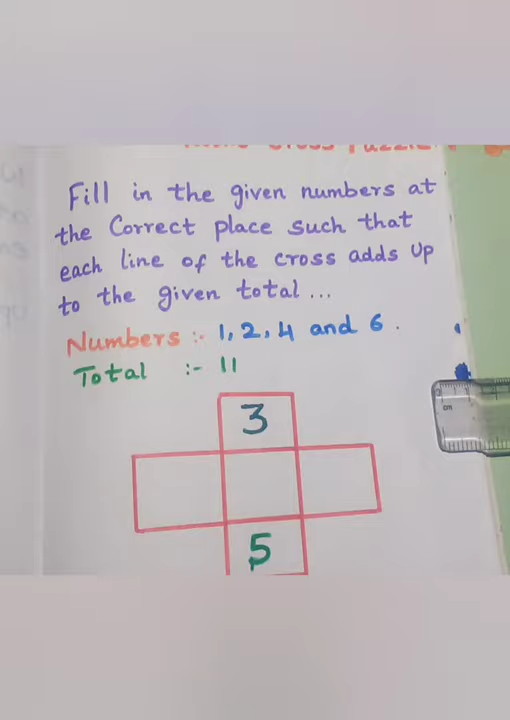 Fill in the given numbers at
the Correct place such that
each line of the cross adds up
to the given total...
Numbers :- 1, 2, 4 and 6.
Total :- 11
3
5
cm